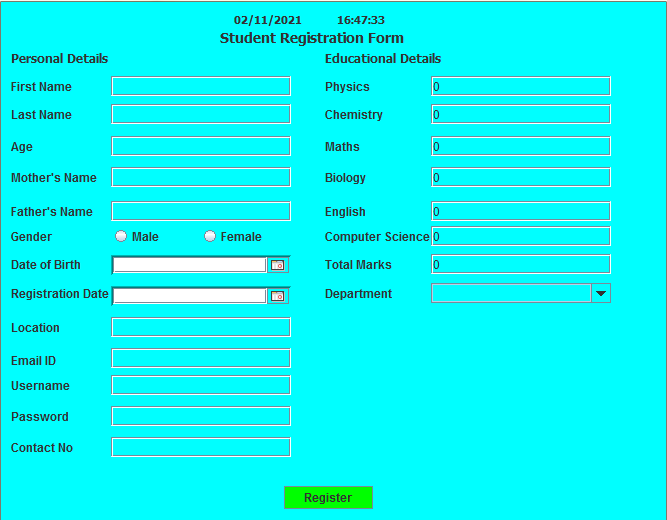 02/11/2021 16:47:33
Student Registration Form
Personal Details
First Name
Last Name
Age
Mother's Name
Father's Name
Gender Male Female
Date of Birth
Registration Date
Location
Email ID
Username
Password
Contact No
Educational Details
Physics 0
Chemistry 0
Maths 0
Biology 0
English 0
Computer Science 0
Total Marks 0
Department
Register